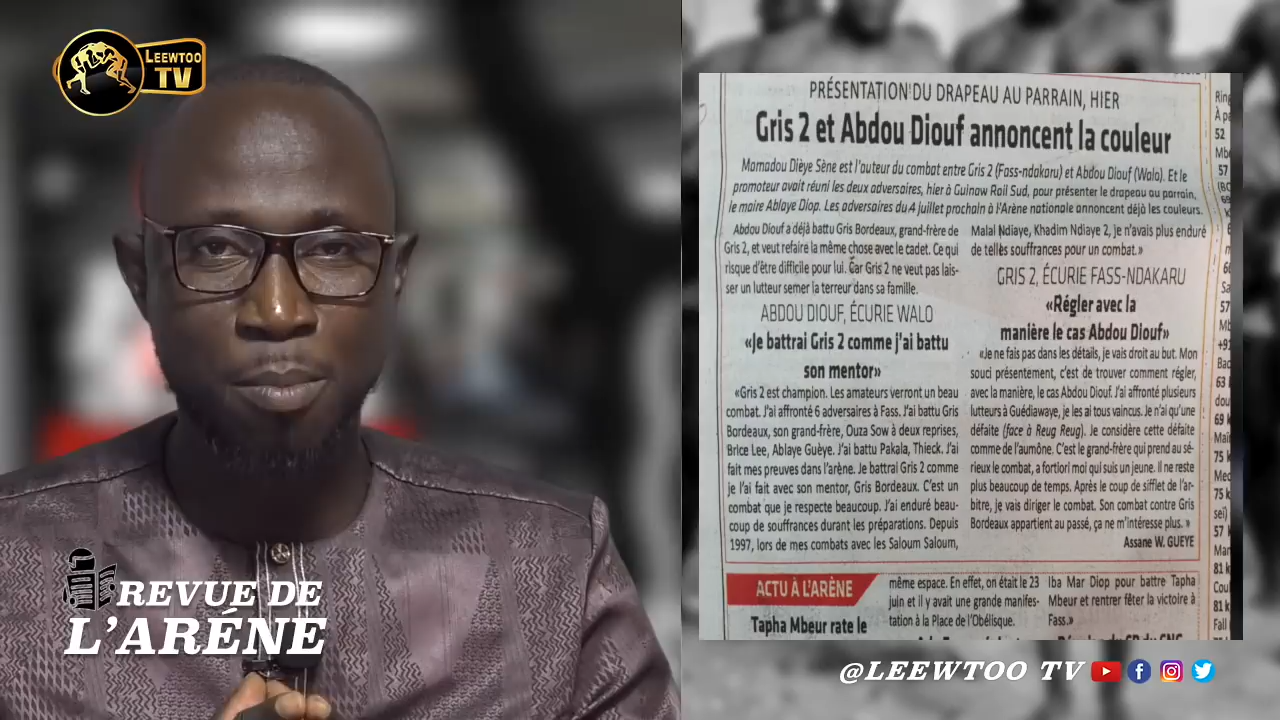 LEEWTOO
TV
REVUE DE
L'ARÉNE
PRÉSENTATION DU DRAPEAU AU PARRAIN, HIER
Gris 2 et Abdou Diouf annoncent la couleur
Mamadou Dièye Sène est l'auteur du combat entre Gris 2 (Fass-ndakaru) et Abdou Diouf (Walo). Et le
promoteur avait réuni les deux adversaires, hier à Guinaw Rail Sud, pour présenter le drapeau au parrain,
le maire Ablaye Diop. Les adversaires du 4 juillet prochain à l'Arène nationale annoncent déjà les couleurs.
Abdou Diouf a déjà battu Gris Bordeaux, grand-frère de
Gris 2, et veut refaire la même chose avec le cadet. Ce qui
risque d'être difficile pour lui. Car Gris 2 ne veut pas lais-
ser un lutteur semer la terreur dans sa famille.
ABDOU DIOUF, ÉCURIE WALO
«Je battrai Gris 2 comme j'ai battu
son mentor»
«Gris 2 est champion. Les amateurs verront un beau
combat. J'ai affronté 6 adversaires à Fass. J'ai battu Gris
Bordeaux, son grand-frère, Ouza Sow à deux reprises,
Brice Lee, Ablaye Guèye. J'ai battu Pakala, Thieck. J'ai
fait mes preuves dans l'arène. Je battrai Gris 2 comme
je l'ai fait avec son mentor, Gris Bordeaux. C'est un
combat que je respecte beaucoup. J'ai enduré beau-
coup de souffrances durant les préparations. Depuis
1997, lors de mes combats avec les Saloum Saloum,
Malal Ndiaye, Khadim Ndiaye 2, je n'avais plus enduré
de telles souffrances pour un combat.»
GRIS 2, ÉCURIE FASS-NDAKARU
«Régler avec la
manière le cas Abdou Diouf»
«Je ne fais pas dans les détails, je vais droit au but. Mon
souci présentement, c'est de trouver comment régler,
avec la manière, le cas Abdou Diouf. J'ai affronté plusieurs
lutteurs à Guédiawaye, je les ai tous vaincus. Je n'ai qu'une
défaite (face à Reug Reug). Je considère cette défaite
comme de l'aumône. C'est le grand-frère qui prend au sé-
rieux le combat, a fortiori moi qui suis un jeune. Il ne reste
plus beaucoup de temps. Après le coup de sifflet de l'ar-
bitre, je vais diriger le combat. Son combat contre Gris
Bordeaux appartient au passé, ça ne m'intéresse plus. »
Assane W. GUEYE
ACTU À L'ARÈNE
Tapha Mbeur rate le
même espace. En effet, on était le 23
juin et il y avait une grande manifes-
tation à la Place de l'Obélisque.
Iba Mar Diop pour battre Tapha
Mbeur et rentrer fêter la victoire à
Fass.»
Ring
À pa
52
Mbe
57
@LEEWTOO TV